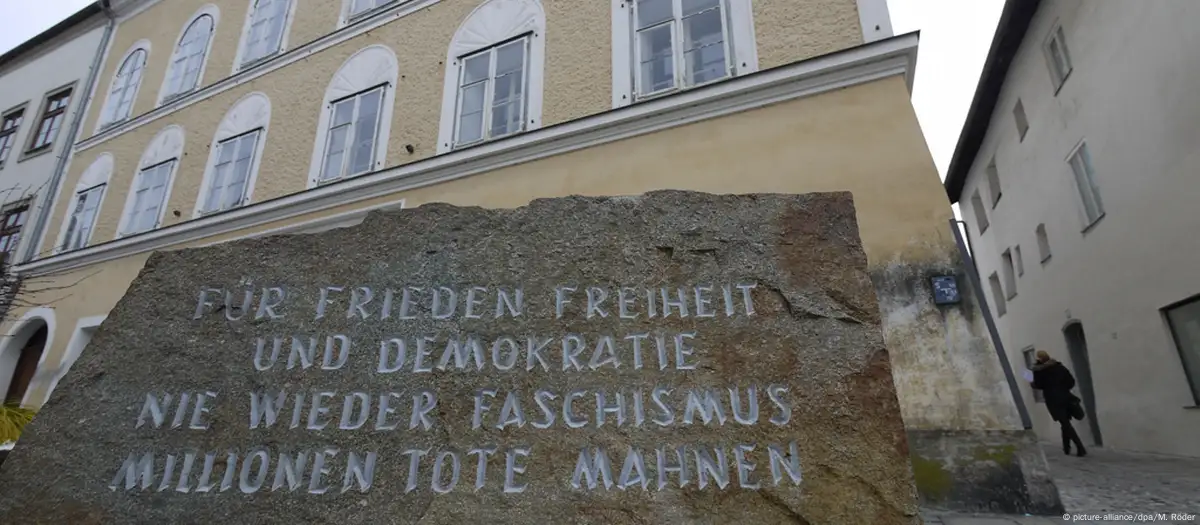 FÜR FRIEDEN FREIHEIT
UND DEMOKRATIE
NIE WIEDER FASCHISMUS
MILLIONEN TOTE MAHNEN
© picture-alliance/dpa/M. Röder